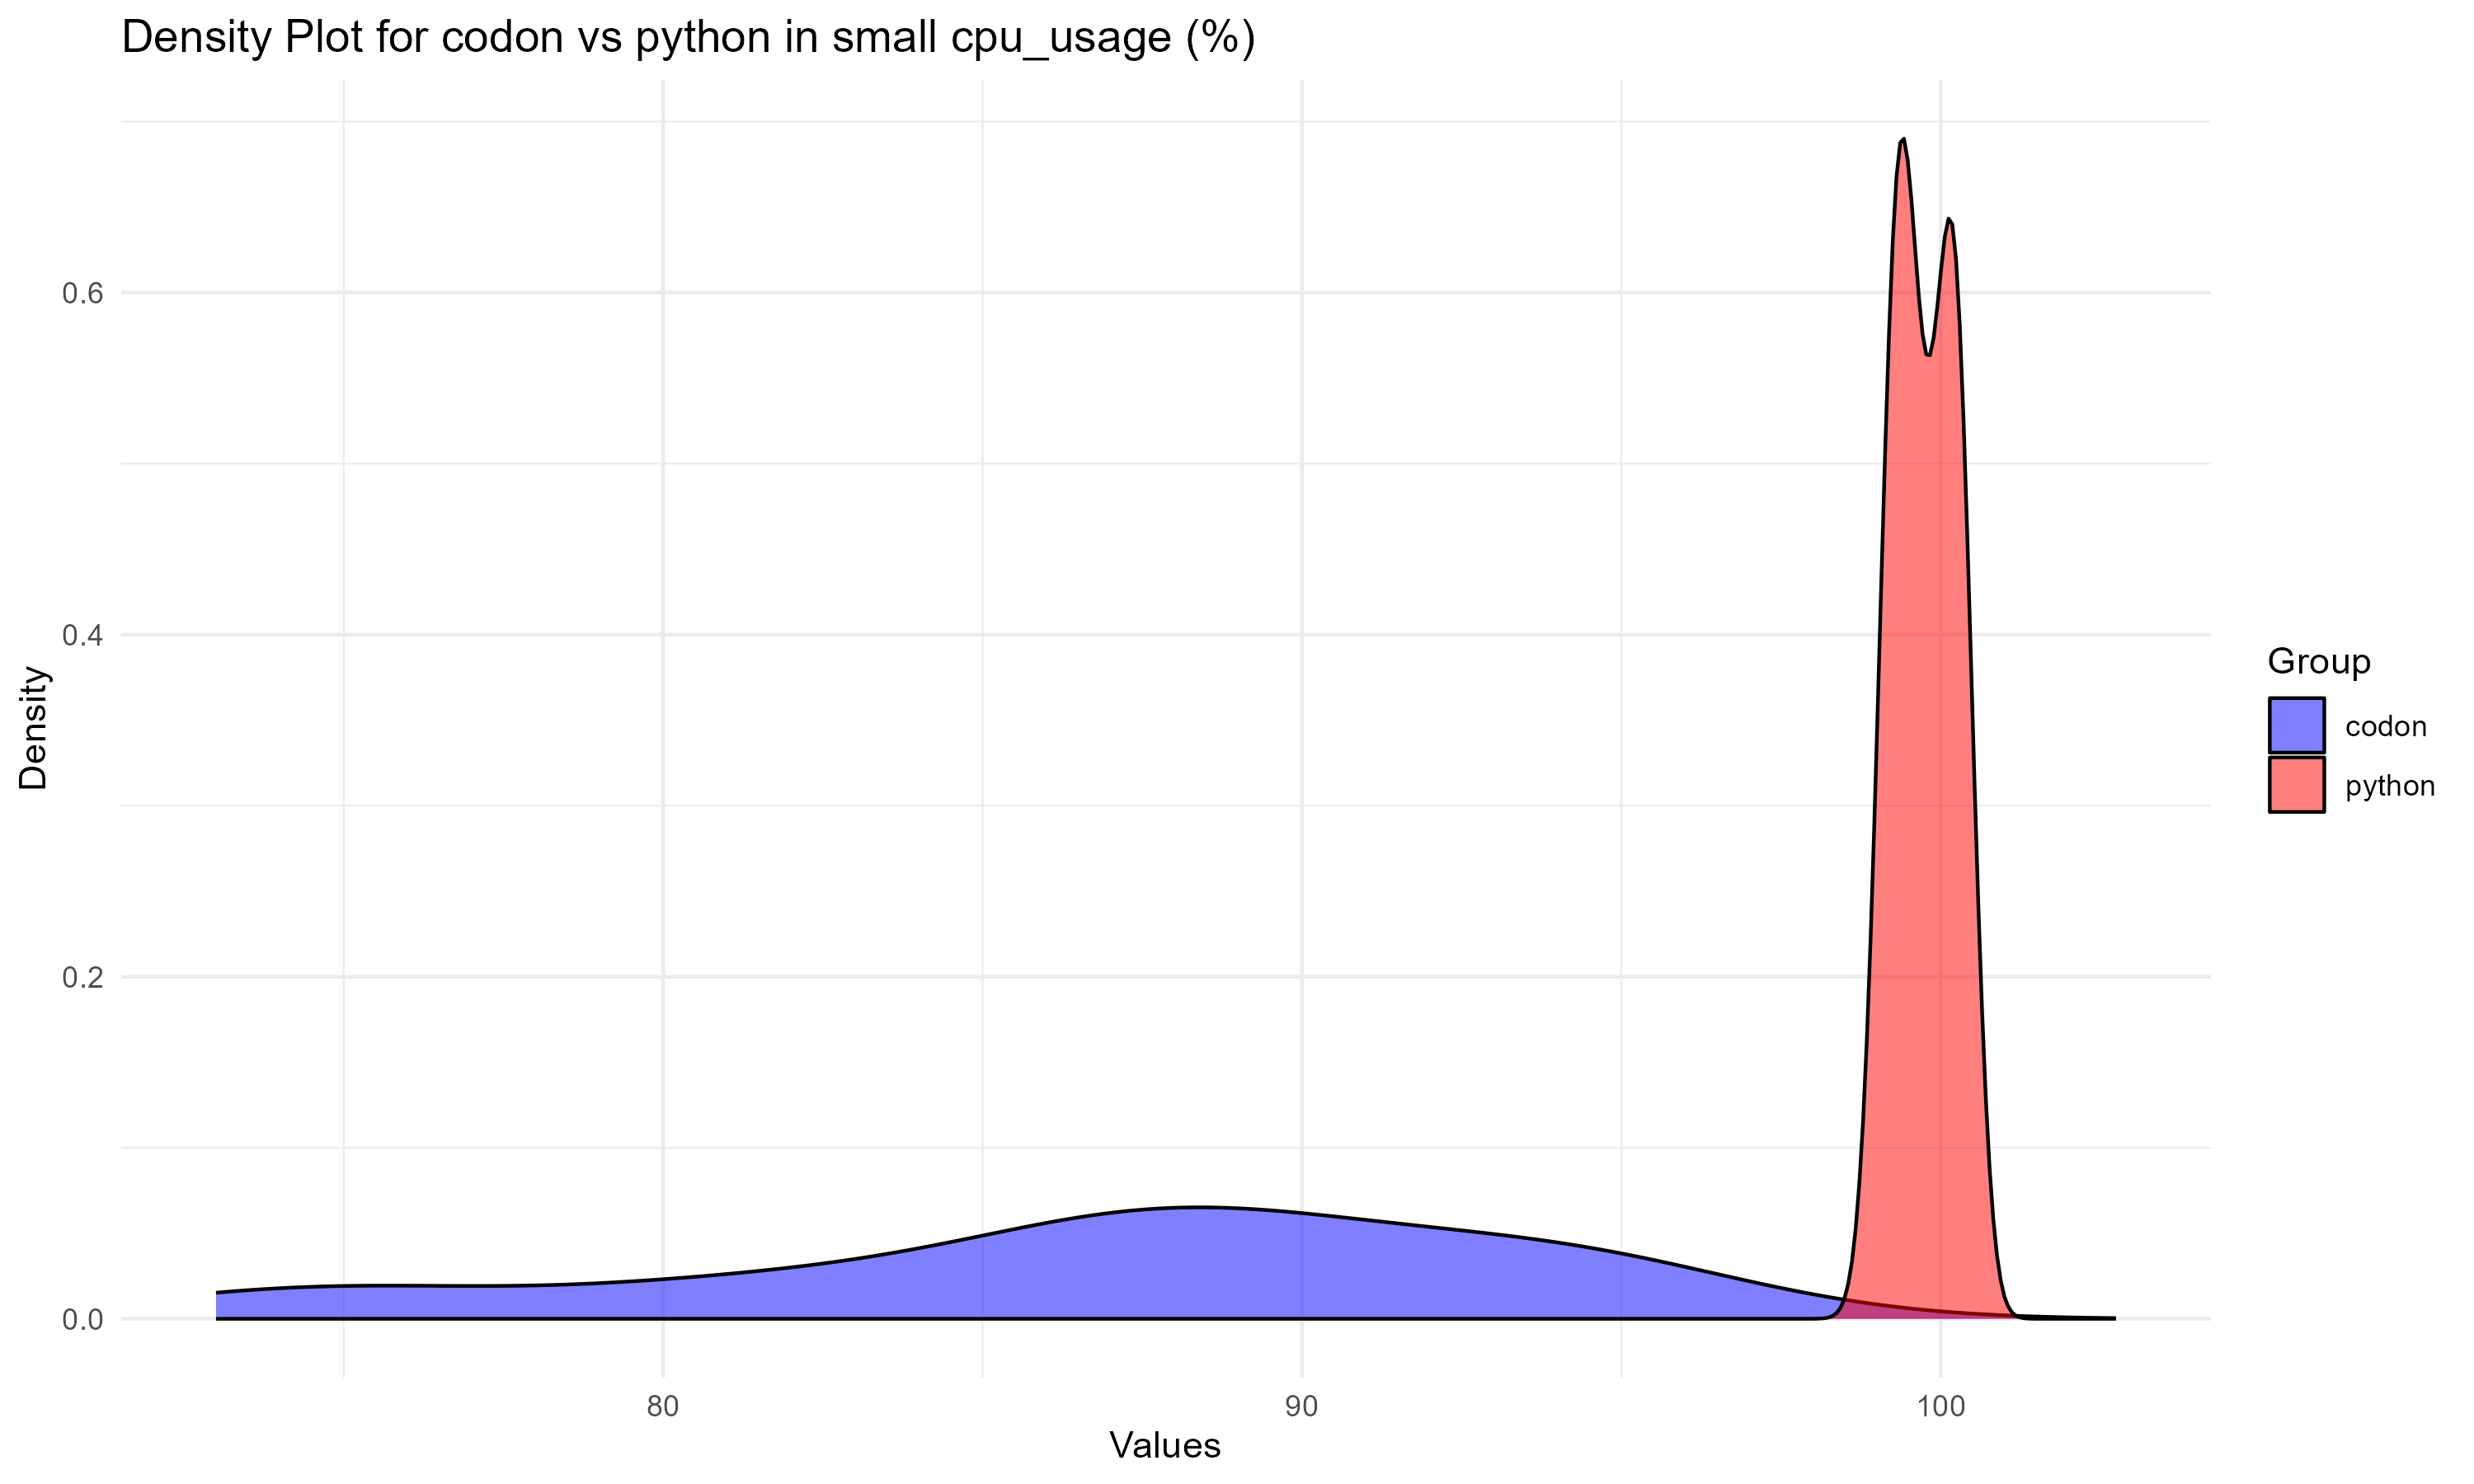 Density Plot for codon vs python in small cpu_usage (%)
Density
0.6
0.4
0.2
0.0
80
90
100
Values
Group
codon
python